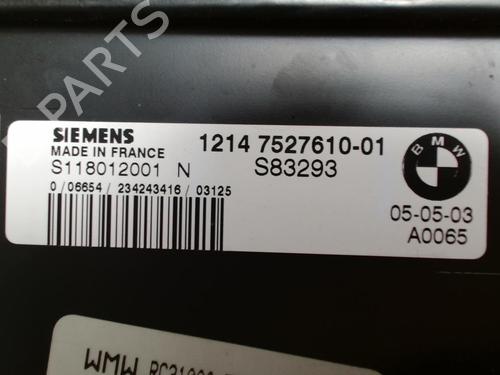 PARTS
SIEMENS
MADE IN FRANCE
S118012001 N
0/06654/234243416/03125
1214 7527610-01
S83293
BMW
05-05-03
A0065
WMW